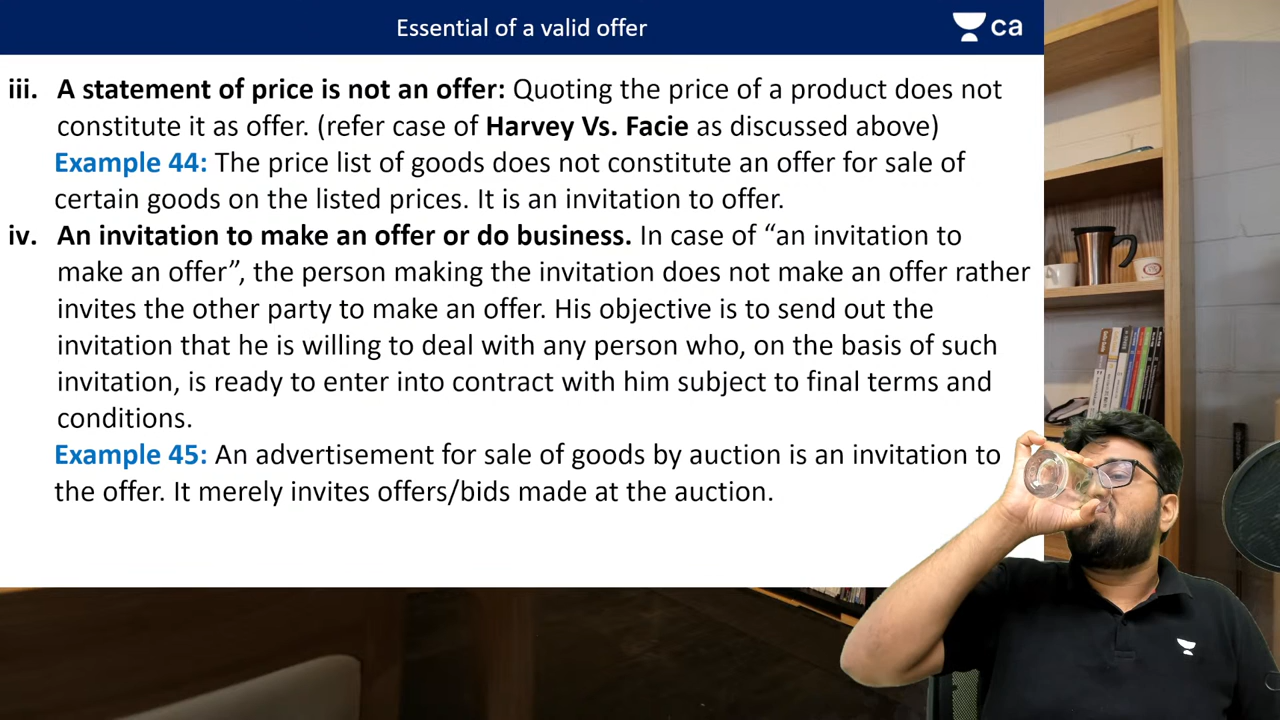 Essential of a valid offer
ca
iii. A statement of price is not an offer: Quoting the price of a product does not
constitute it as offer. (refer case of Harvey Vs. Facie as discussed above)
Example 44: The price list of goods does not constitute an offer for sale of
certain goods on the listed prices. It is an invitation to offer.
iv. An invitation to make an offer or do business. In case of “an invitation to
make an offer”, the person making the invitation does not make an offer rather
invites the other party to make an offer. His objective is to send out the
invitation that he is willing to deal with any person who, on the basis of such
invitation, is ready to enter into contract with him subject to final terms and
conditions.
Example 45: An advertisement for sale of goods by auction is an invitation to
the offer. It merely invites offers/bids made at the auction.